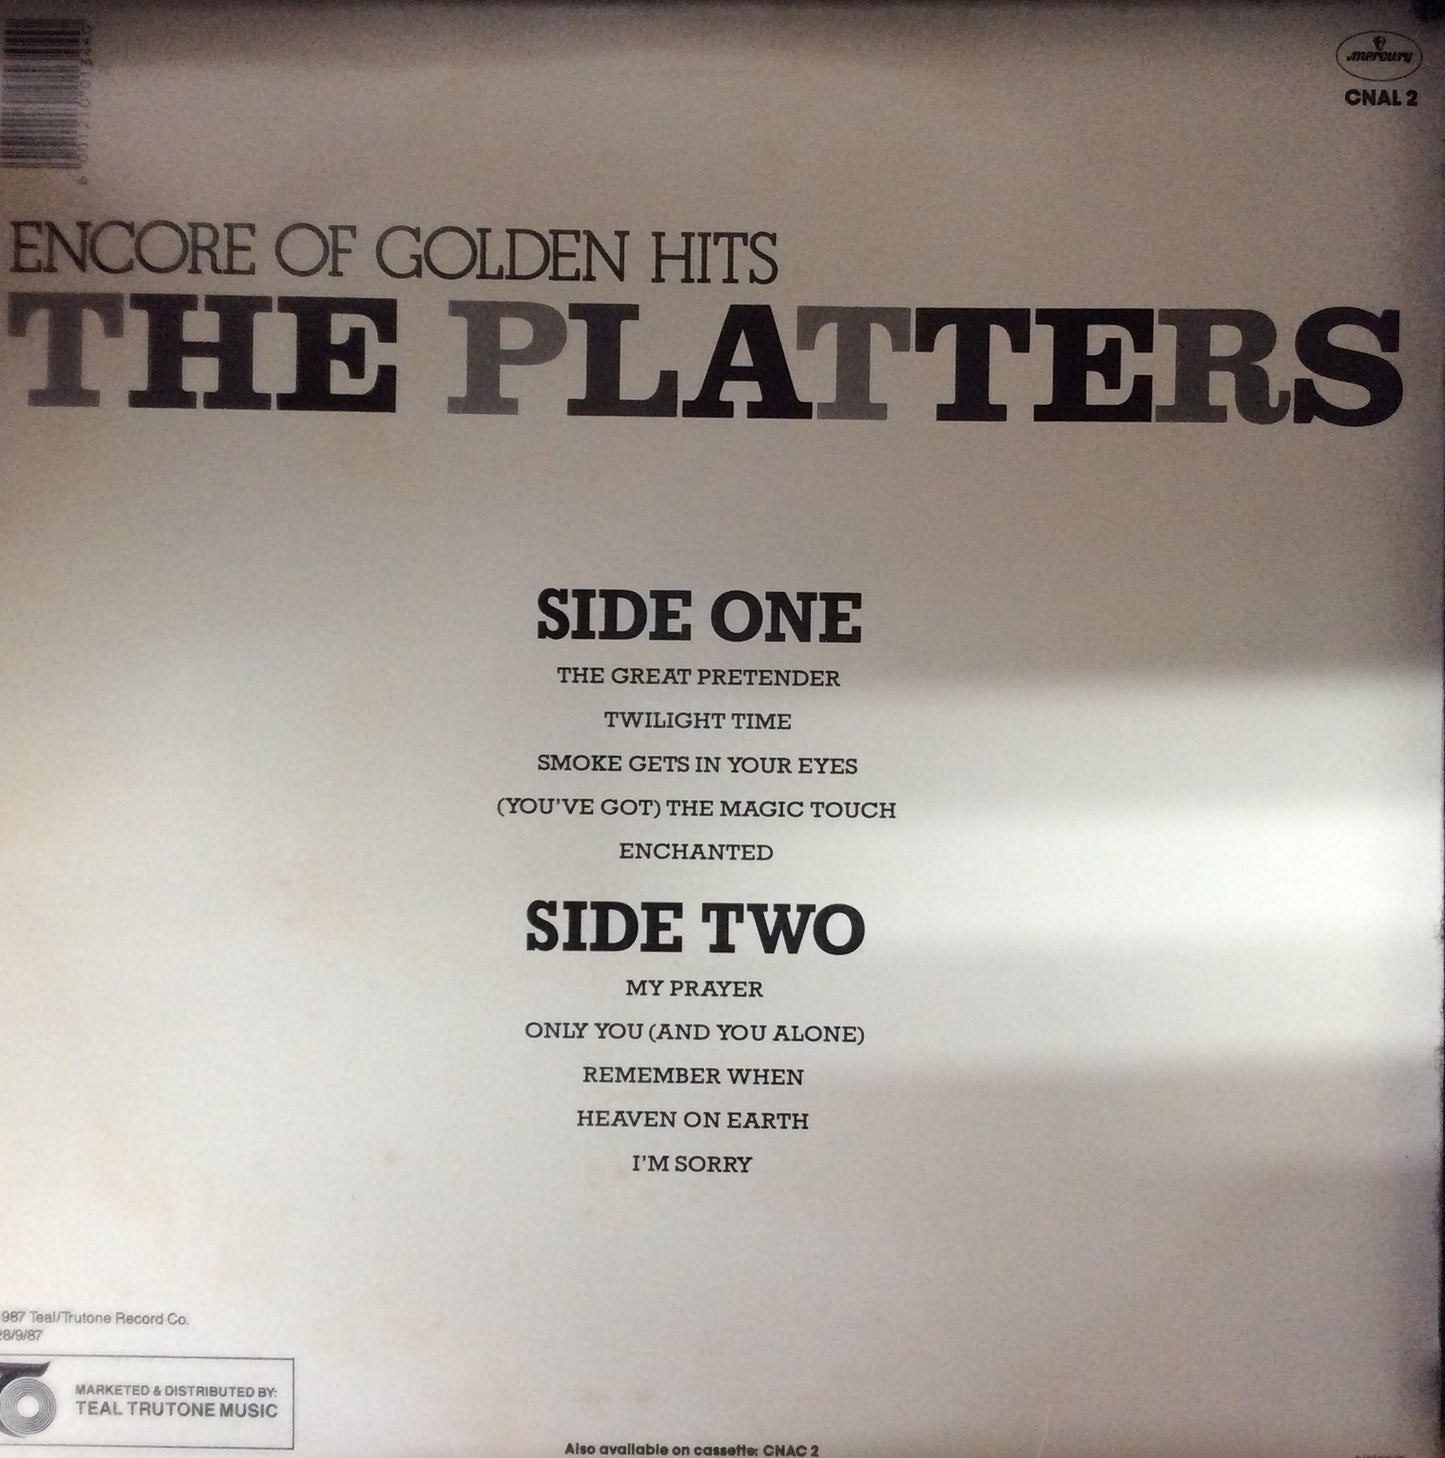 mercury
CNAL 2
ENCORE OF GOLDEN HITS
THE PLATTERS
SIDE ONE
THE GREAT PRETENDER
TWILIGHT TIME
SMOKE GETS IN YOUR EYES
(YOU'VE GOT) THE MAGIC TOUCH
ENCHANTED
SIDE TWO
MY PRAYER
ONLY YOU (AND YOU ALONE)
REMEMBER WHEN
HEAVEN ON EARTH
I'M SORRY
987 Teal/Trutone Record Co.
28/9/87
MARKETED & DISTRIBUTED BY:
TEAL TRUTONE MUSIC
Also available on cassette: CNAC 2